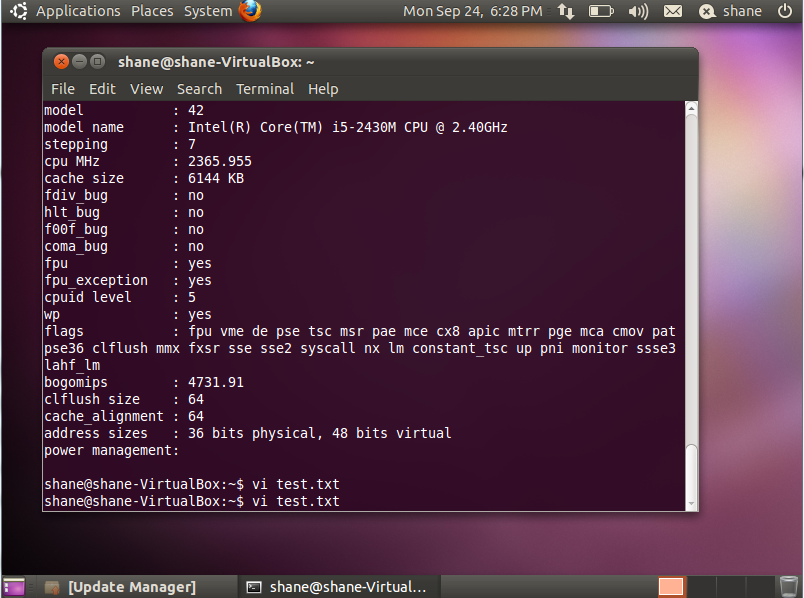 Applications Places System Mon Sep 24, 6:28 PM shane
shane@shane-VirtualBox: ~
File Edit View Search Terminal Help
model : 42
model name : Intel(R) Core(TM) i5-2430M CPU @ 2.40GHz
stepping : 7
cpu MHz : 2365.955
cache size : 6144 KB
fdiv_bug : no
hlt_bug : no
f00f_bug : no
coma_bug : no
fpu : yes
fpu_exception : yes
cpuid level : 5
wp : yes
flags : fpu vme de pse tsc msr pae mce cx8 apic mtrr pge mca cmov pat
pse36 clflush mmx fxsr sse sse2 syscall nx lm constant_tsc up pni monitor ssse3
lahf_lm
bogomips : 4731.91
clflush size : 64
cache_alignment : 64
address sizes : 36 bits physical, 48 bits virtual
power management:
shane@shane-VirtualBox:~$ vi test.txt
shane@shane-VirtualBox:~$ vi test.txt
[Update Manager] shane@shane-Virtual...